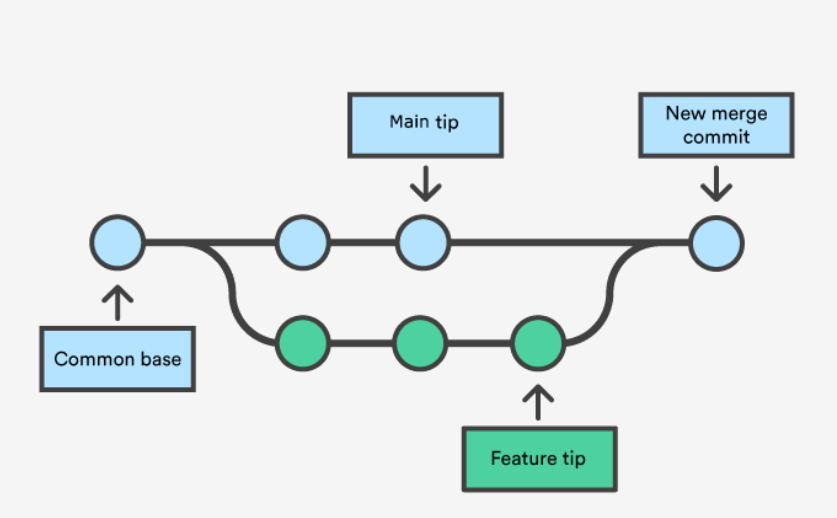 Main tip
New merge
commit
Common base
Feature tip